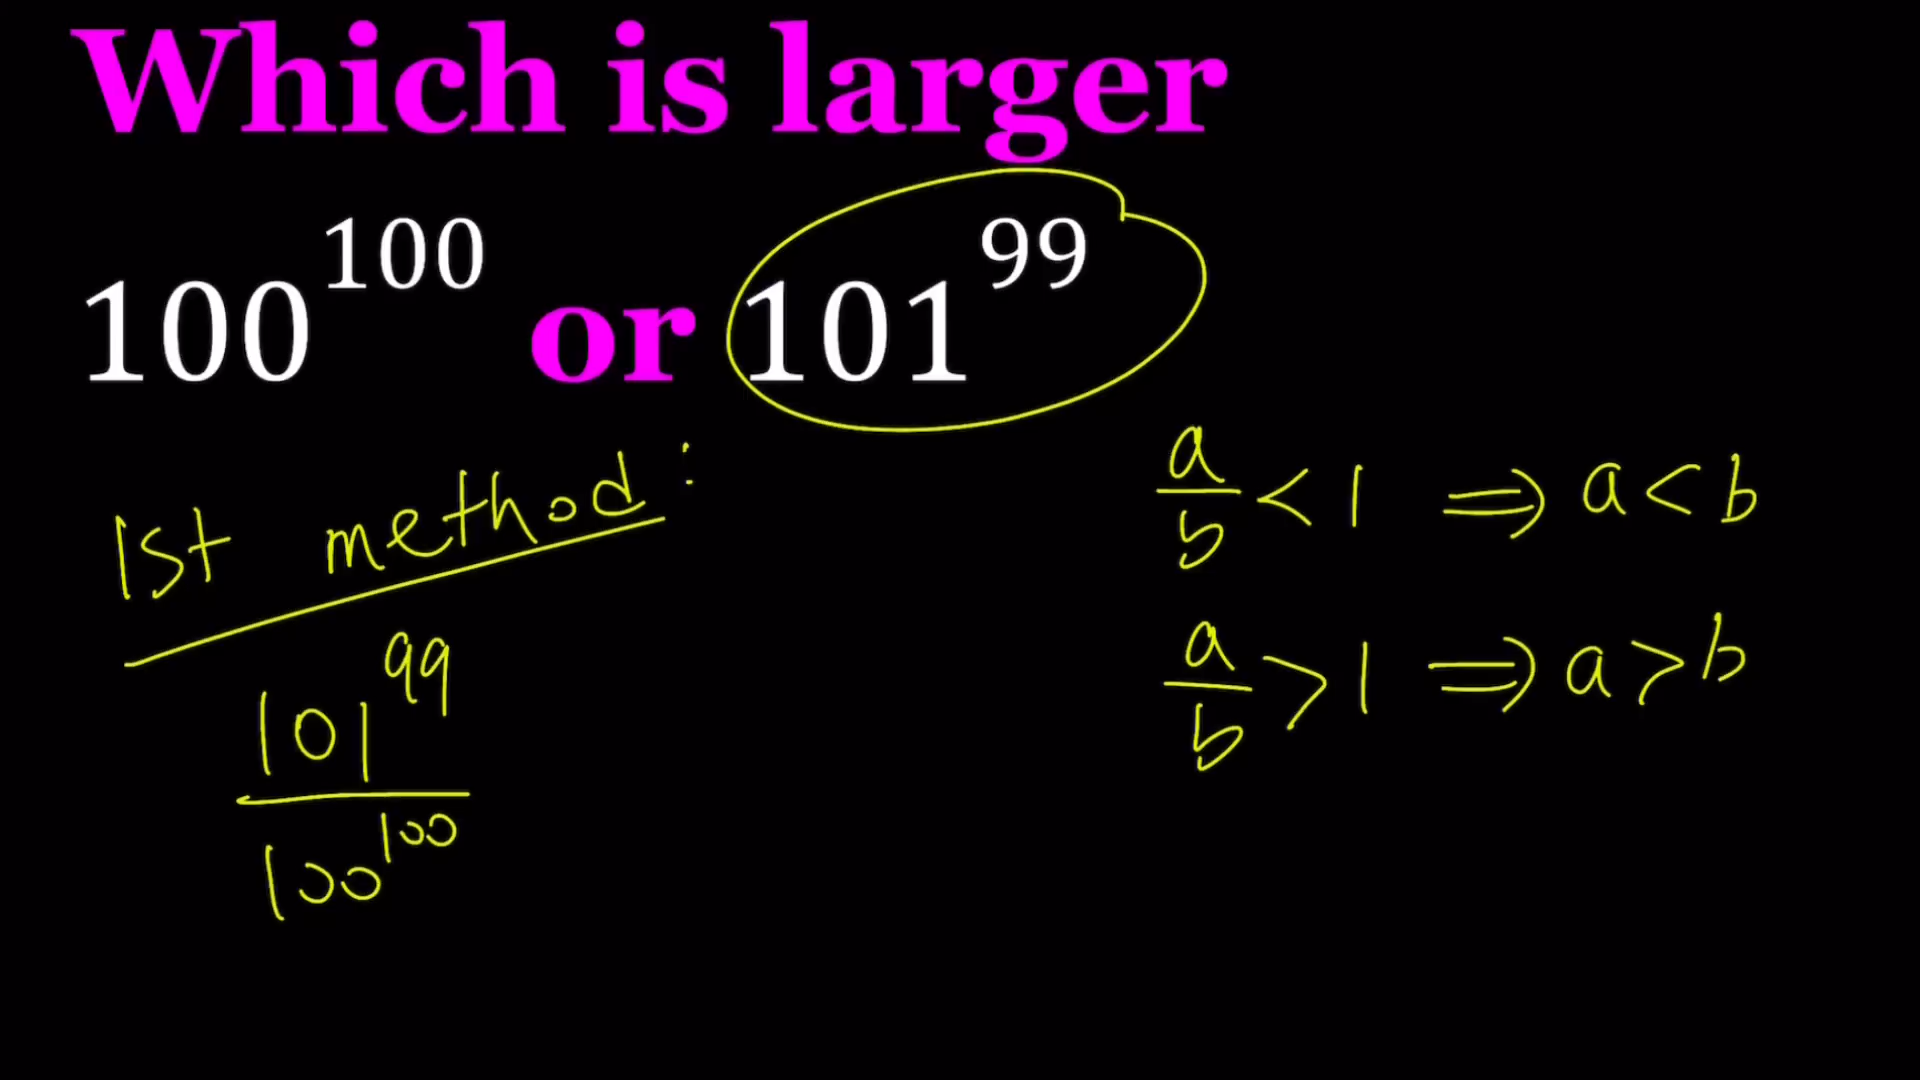 Which is larger
100^100 or 101^99
1st method:
101^99
100^100
a/b < 1 ⇒ a < b
a/b > 1 ⇒ a > b